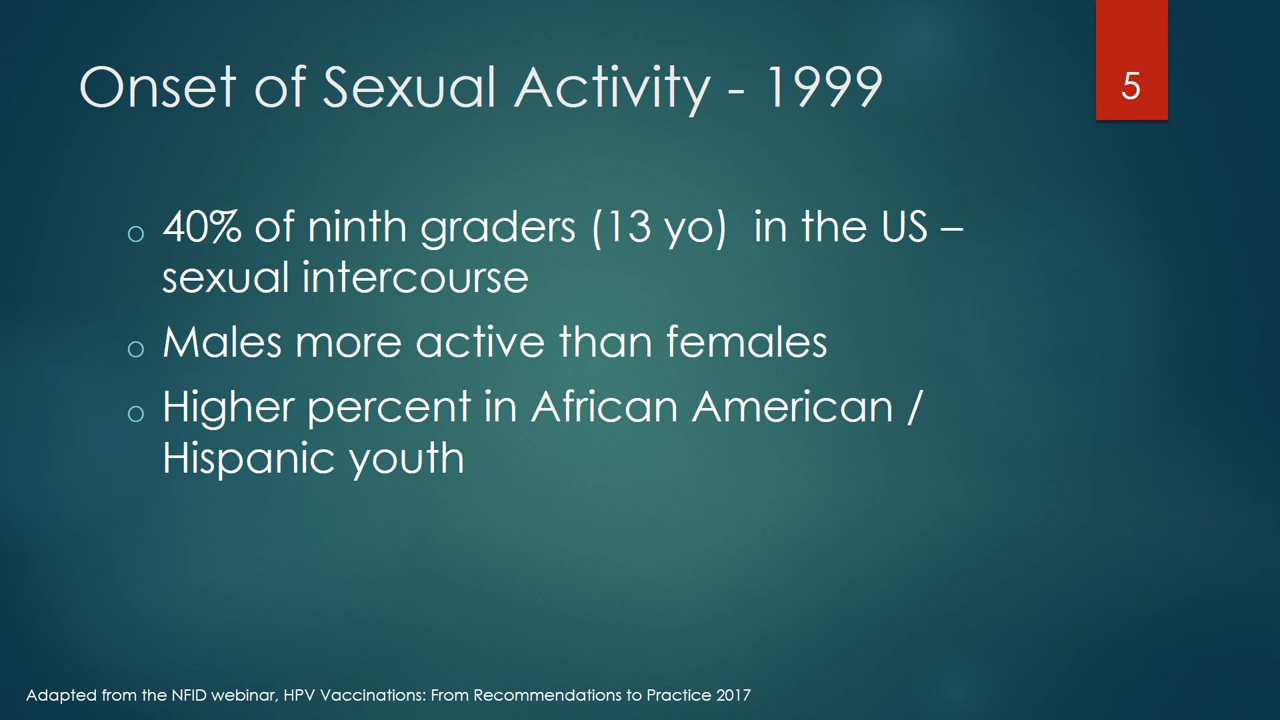 Onset of Sexual Activity - 1999
5
o 40% of ninth graders (13 yo) in the US –
sexual intercourse
o Males more active than females
o Higher percent in African American /
Hispanic youth
Adapted from the NFID webinar, HPV Vaccinations: From Recommendations to Practice 2017